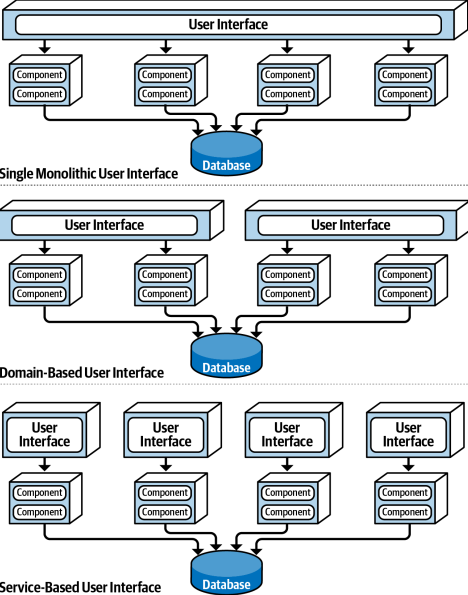 User Interface
Component Component Component Component
Component Component Component Component
Database
Single Monolithic User Interface
User Interface User Interface
Component Component Component Component
Component Component Component Component
Database
Domain-Based User Interface
User User User User
Interface Interface Interface Interface
Component Component Component Component
Component Component Component Component
Database
Service-Based User Interface